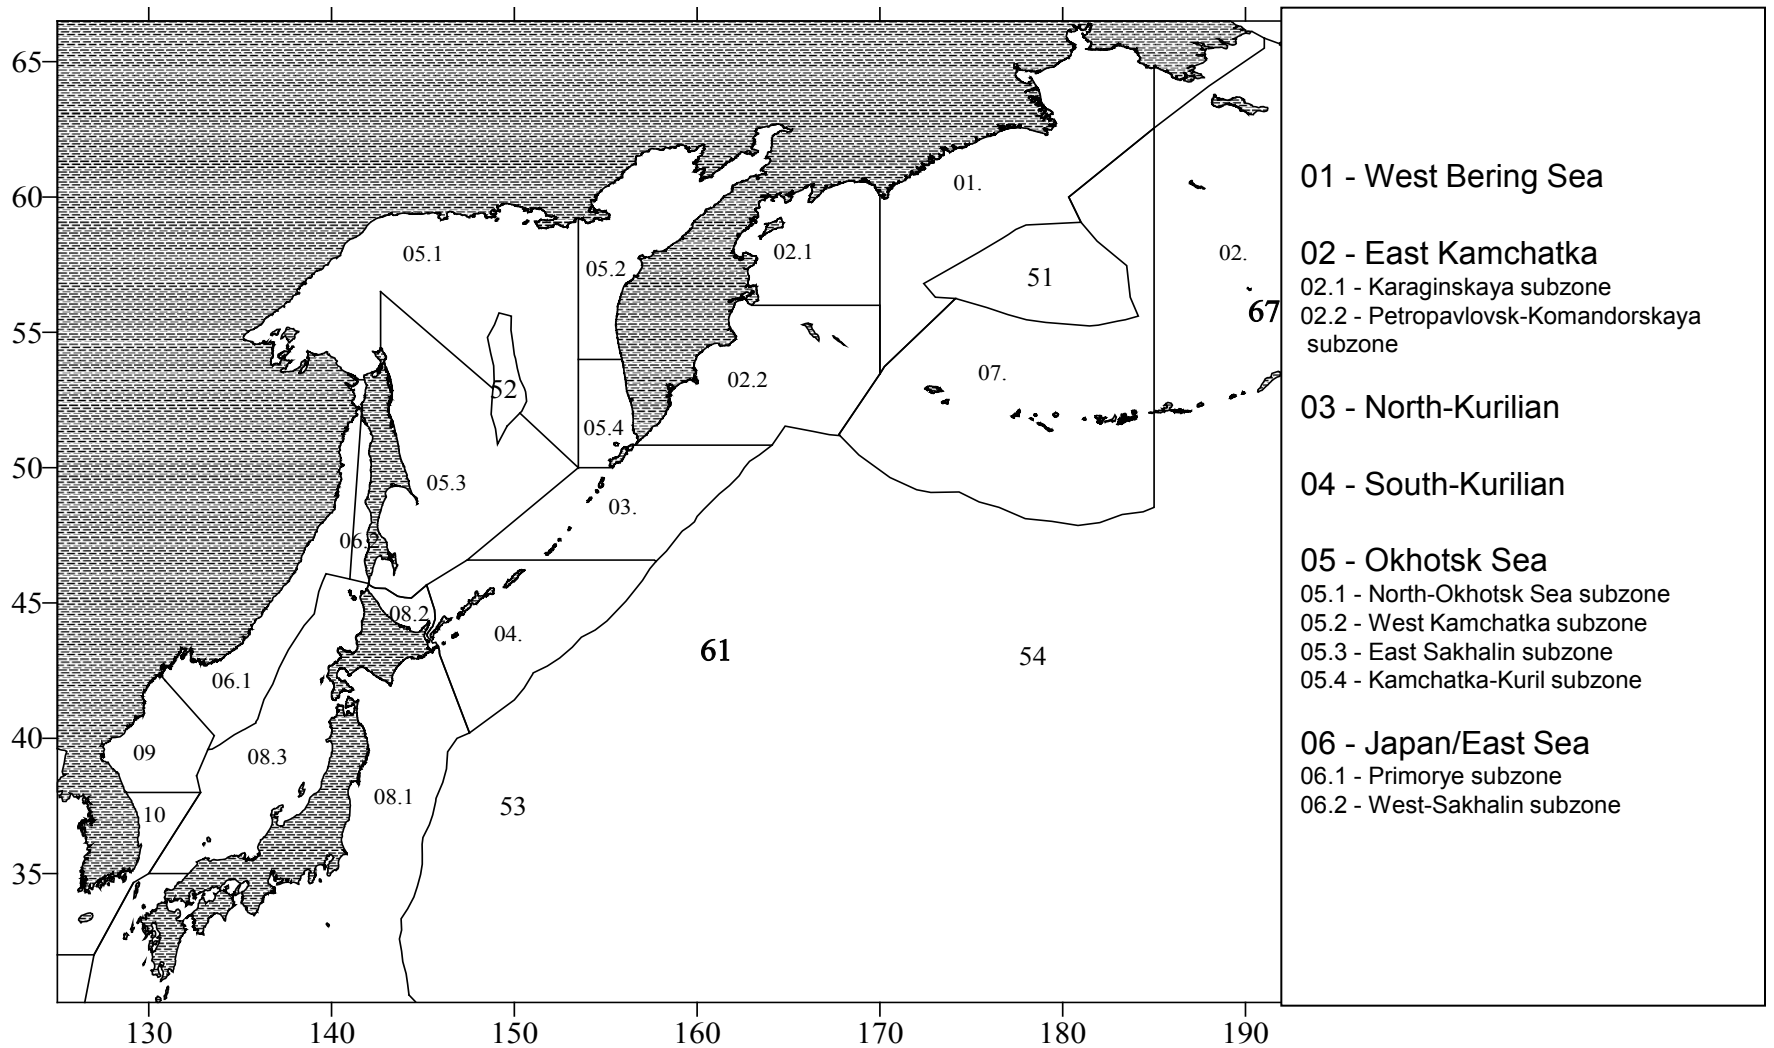 65
60
55
50
45
40
35
130
140
150
160
170
180
190
01.
02.1
02.
05.1
05.2
51
67
52
02.2
07.
05.4
05.3
03.
06.2
08.2
04.
61
54
06.1
09
08.3
10
08.1
53
01 - West Bering Sea
02 - East Kamchatka
02.1 - Karaginskaya subzone
02.2 - Petropavlovsk-Komandorskaya
subzone
03 - North-Kurilian
04 - South-Kurilian
05 - Okhotsk Sea
05.1 - North-Okhotsk Sea subzone
05.2 - West Kamchatka subzone
05.3 - East Sakhalin subzone
05.4 - Kamchatka-Kuril subzone
06 - Japan/East Sea
06.1 - Primorye subzone
06.2 - West-Sakhalin subzone